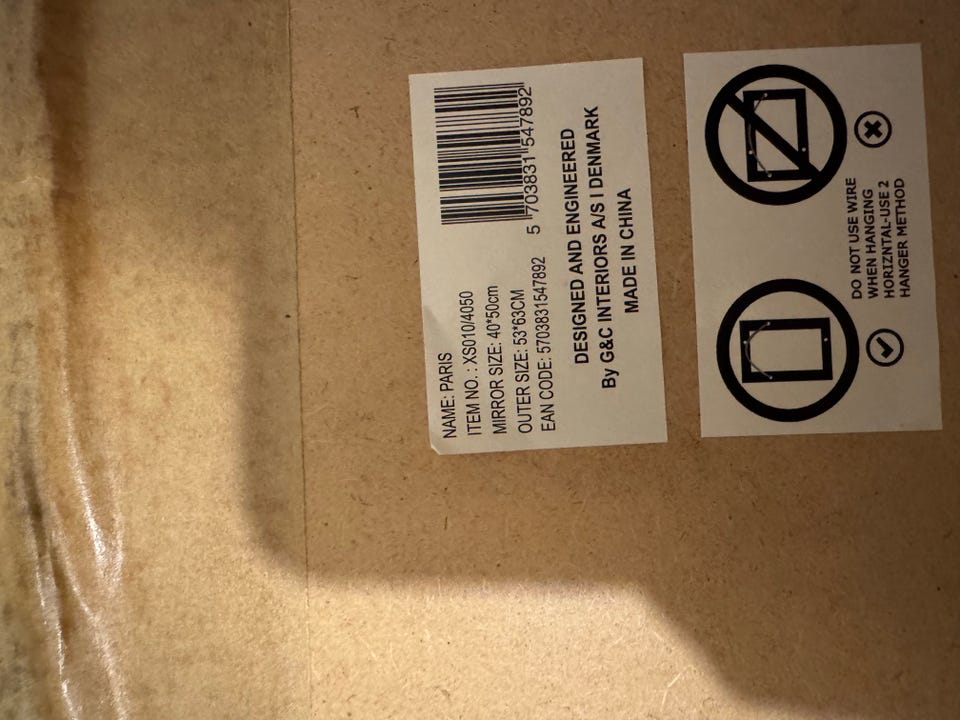 NAME: PARIS
ITEM NO. : XS010/4050
MIRROR SIZE: 40*50cm
OUTER SIZE: 53*63CM
EAN CODE: 5703831547892
5 703831 547892
DESIGNED AND ENGINEERED
By G&C INTERIORS A/S I DENMARK
MADE IN CHINA
DO NOT USE WIRE
WHEN HANGING
HORIZNTAL-USE 2
HANGER METHOD